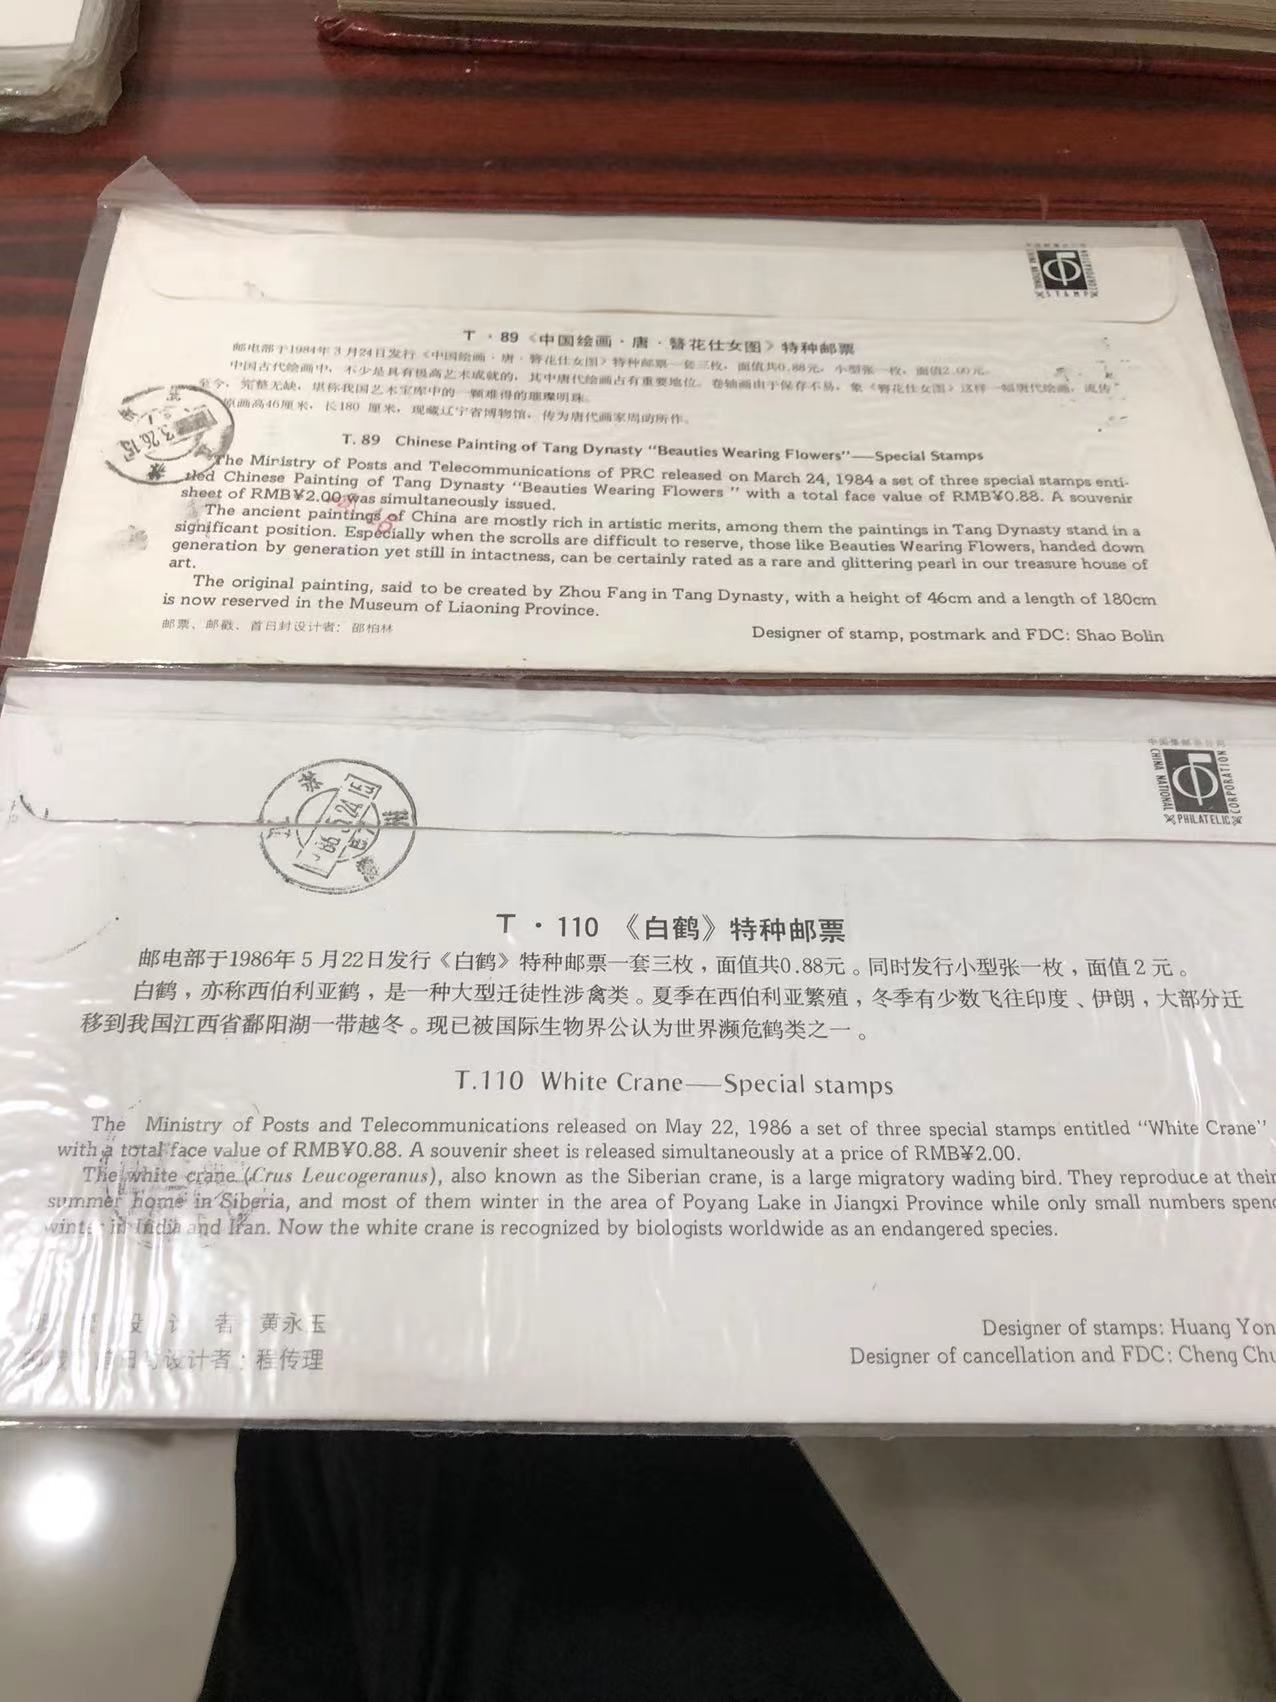 中国集邮总公司
CHINA NATIONAL
STAMP
CORPORATION
T·89《中国绘画·唐·簪花仕女图》特种邮票
邮电部于1984年3月24日发行《中国绘画·唐·簪花仕女图》特种邮票一套三枚，面值共0.88元，小型张一枚，面值2.00元。
中国古代绘画中，不少是具有极高艺术成就的，其中唐代绘画占有重要地位。卷轴画由于保存不易，象《簪花仕女图》这样一幅唐代绘画，流传
至今，完整无缺，堪称我国艺术宝库中的一颗难得的璀璨明珠。
原画高46厘米，长180厘米，现藏辽宁省博物馆，传为唐代画家周昉所作。
T. 89 Chinese Painting of Tang Dynasty "Beauties Wearing Flowers"—Special Stamps
The Ministry of Posts and Telecommunications of PRC released on March 24, 1984 a set of three special stamps enti-
tled Chinese Painting of Tang Dynasty "Beauties Wearing Flowers " with a total face value of RMB¥0.88. A souvenir
sheet of RMB¥2.00 was simultaneously issued.
The ancient paintings of China are mostly rich in artistic merits, among them the paintings in Tang Dynasty stand in a
significant position. Especially when the scrolls are difficult to reserve, those like Beauties Wearing Flowers, handed down
generation by generation yet still in intactness, can be certainly rated as a rare and glittering pearl in our treasure house of
art.
The original painting, said to be created by Zhou Fang in Tang Dynasty, with a height of 46cm and a length of 180cm
is now reserved in the Museum of Liaoning Province.
邮票、邮戳、首日封设计者：邵柏林
Designer of stamp, postmark and FDC: Shao Bolin
中国集邮总公司
CHINA NATIONAL
PHILATELIC
CORPORATION
T·110《白鹤》特种邮票
邮电部于1986年5月22日发行《白鹤》特种邮票一套三枚，面值共0.88元。同时发行小型张一枚，面值2元。
白鹤，亦称西伯利亚鹤，是一种大型迁徒性涉禽类。夏季在西伯利亚繁殖，冬季有少数飞往印度、伊朗，大部分迁
移到我国江西省鄱阳湖一带越冬。现已被国际生物界公认为世界濒危鹤类之一。
T.110 White Crane—Special stamps
The Ministry of Posts and Telecommunications released on May 22, 1986 a set of three special stamps entitled "White Crane"
with a total face value of RMB¥0.88. A souvenir sheet is released simultaneously at a price of RMB¥2.00.
The white crane (Crus Leucogeranus), also known as the Siberian crane, is a large migratory wading bird. They reproduce at their
summer home in Siberia, and most of them winter in the area of Poyang Lake in Jiangxi Province while only small numbers spend
winter in India and Iran. Now the white crane is recognized by biologists worldwide as an endangered species.
设计者 黄永玉
设计者：程传理
Designer of stamps: Huang Yon
Designer of cancellation and FDC: Cheng Chu